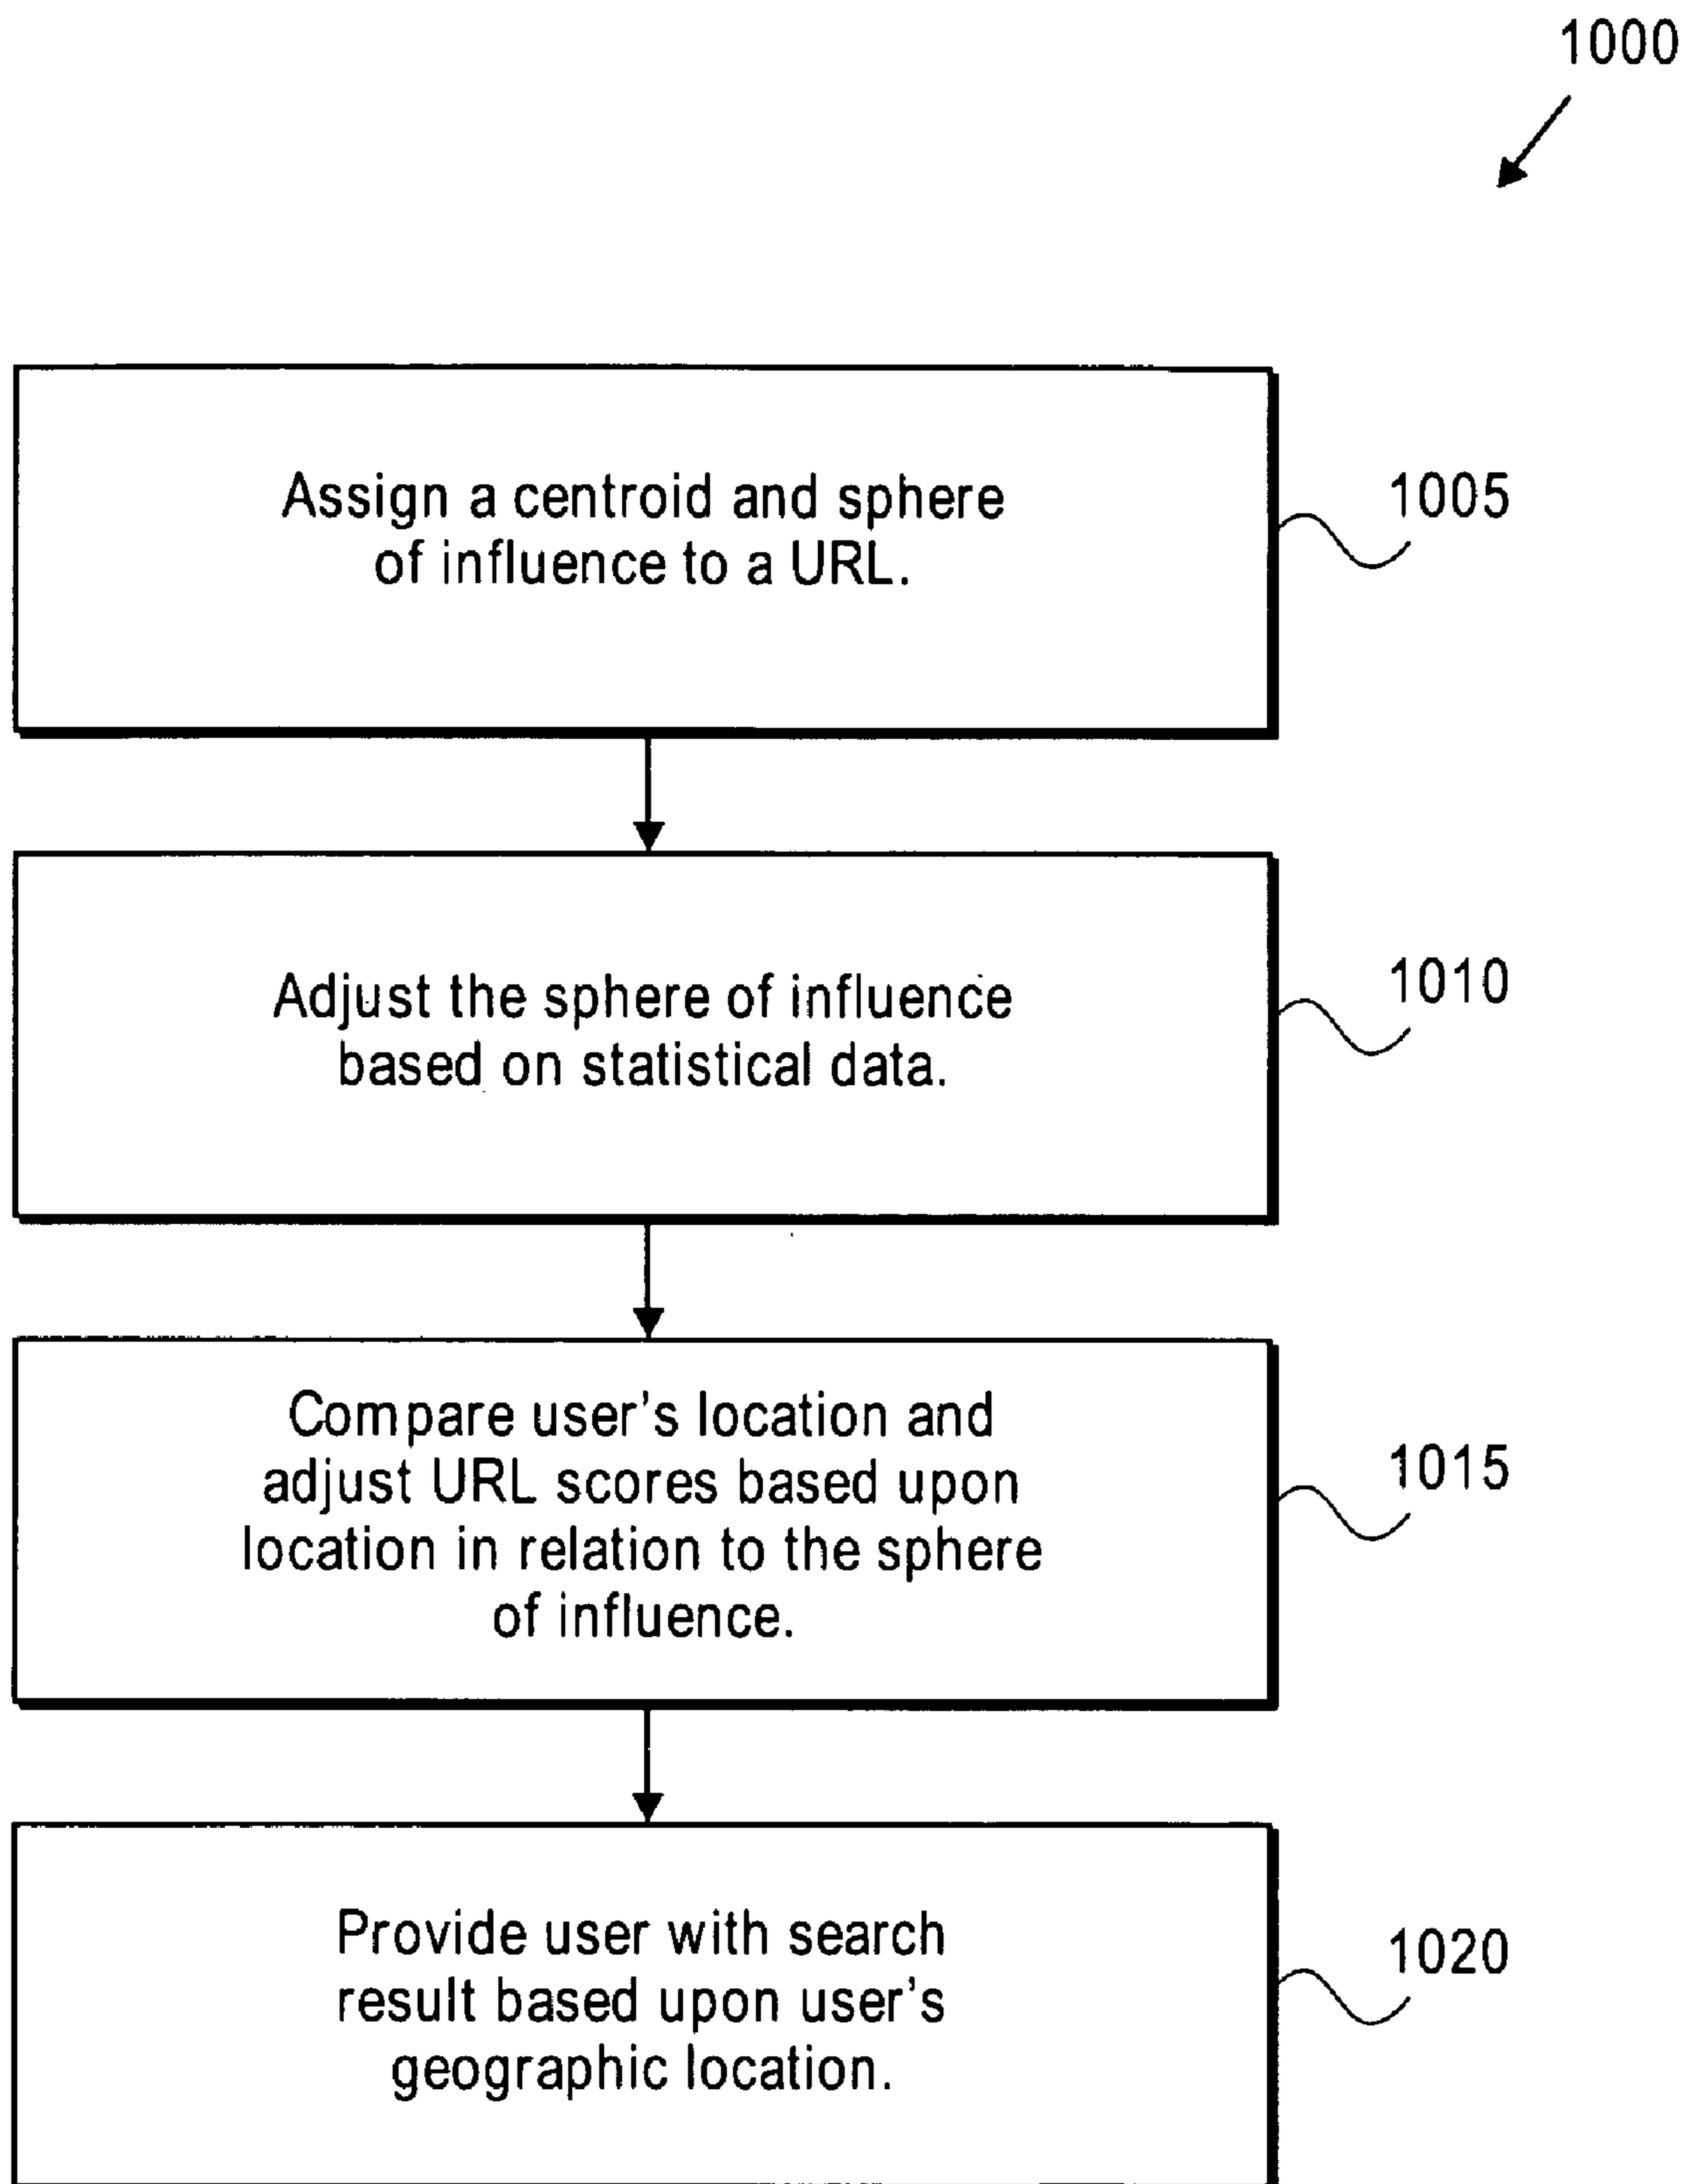 1000
Assign a centroid and sphere
of influence to a URL.
1005
Adjust the sphere of influence
based on statistical data.
1010
Compare user's location and
adjust URL scores based upon
location in relation to the sphere
of influence.
1015
Provide user with search
result based upon user's
geographic location.
1020